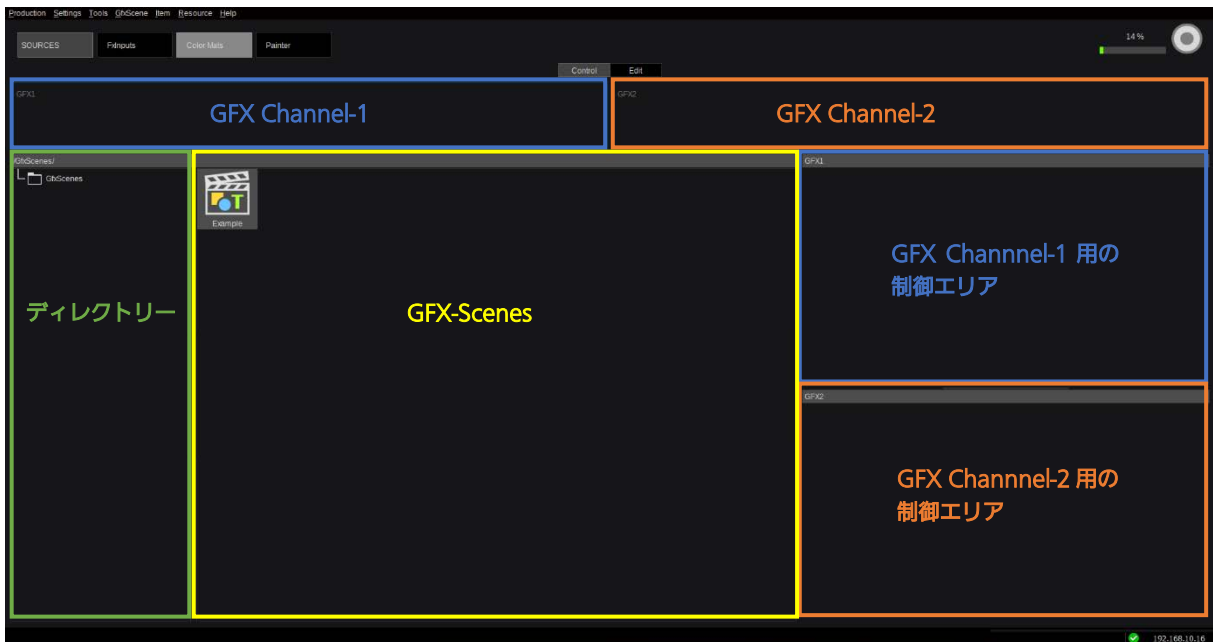 Production Settings Tools GfxScene Item Resource Help
SOURCES FxInputs Color Mats Painter
14 %
Control Edit
GFX1 GFX2
GFX Channel-1 GFX Channel-2
/GfxScenes/
GFX1
GfxScenes
Example
GFX Channnel-1 用の
制御エリア
ディレクトリー
GFX-Scenes
GFX2
GFX Channnel-2 用の
制御エリア
192.168.10.16